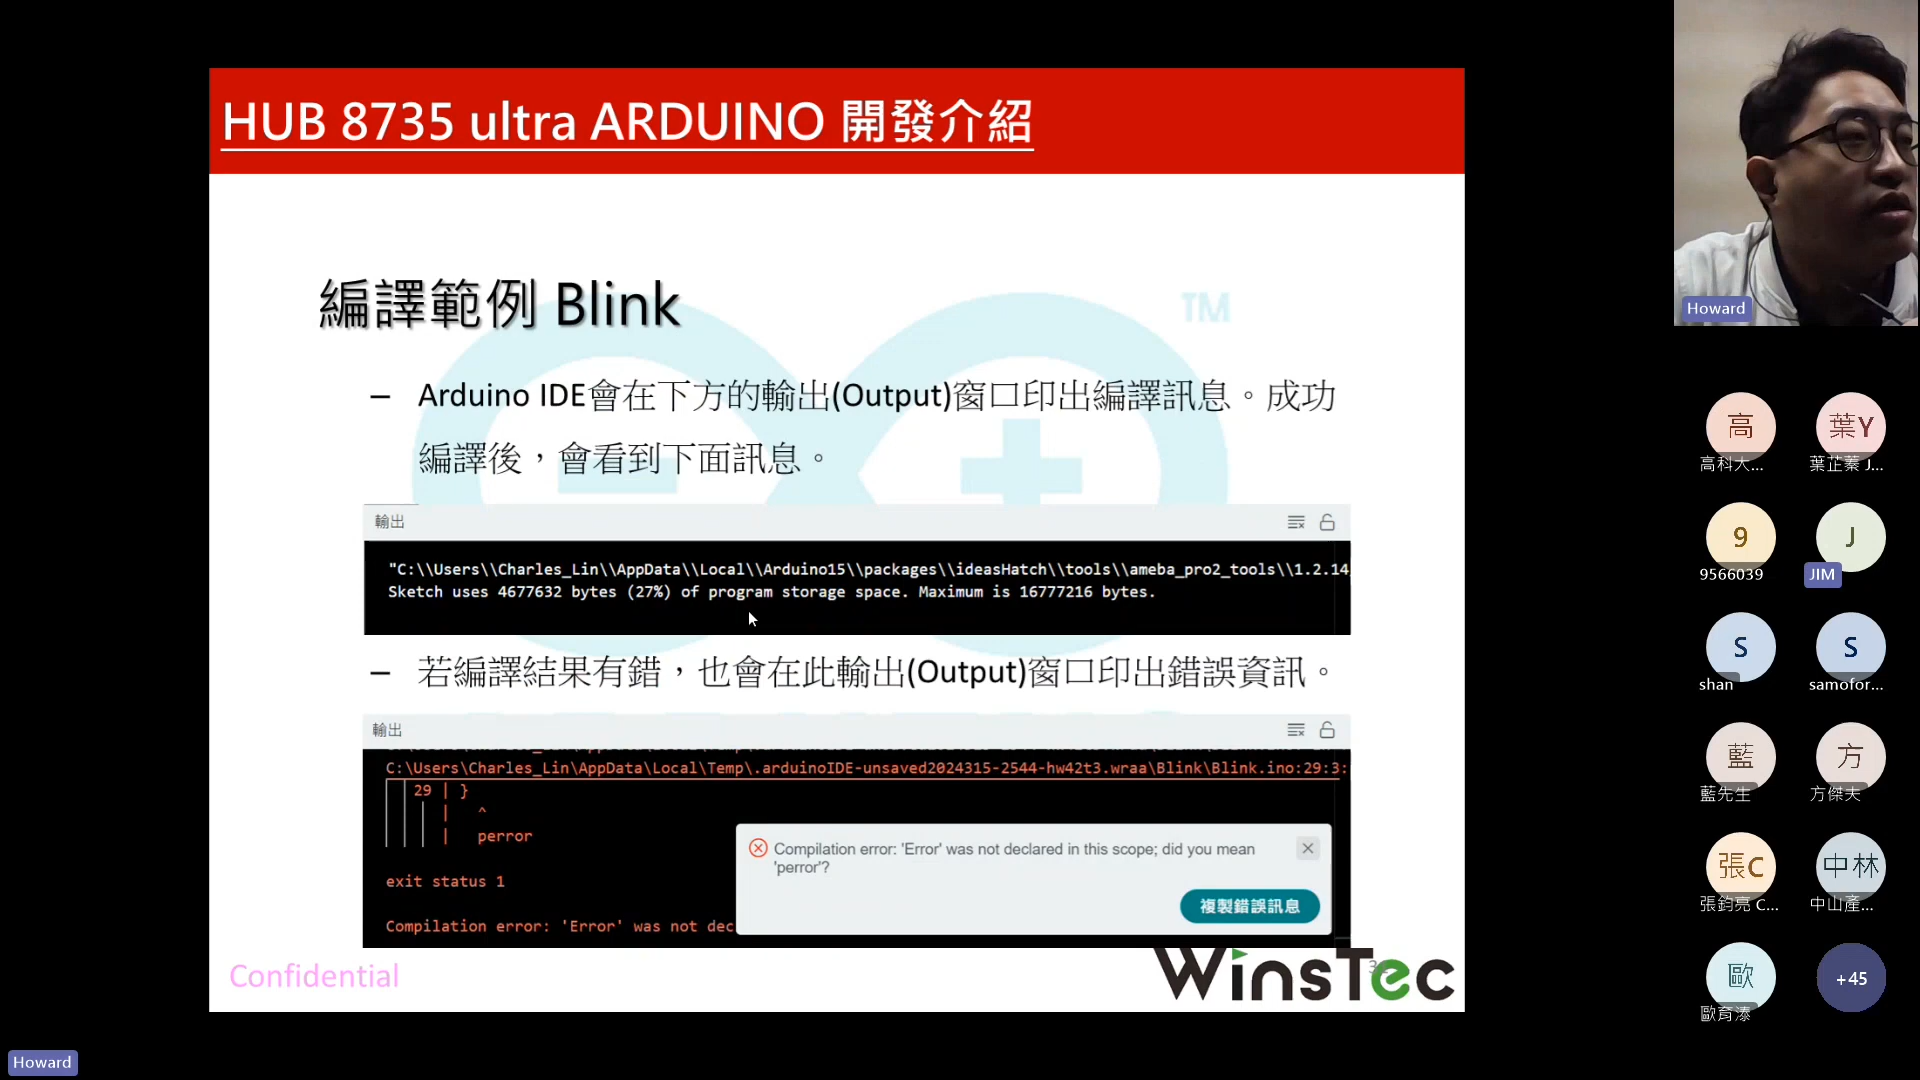 HUB 8735 ultra ARDUINO 開發介紹
編譯範例 Blink
TM
– Arduino IDE會在下方的輸出(Output)窗口印出編譯訊息。成功
編譯後，會看到下面訊息。
輸出
"C:\\Users\\Charles_Lin\\AppData\\Local\\Arduino15\\packages\\ideasHatch\\tools\\ameba_pro2_tools\\1.2.14
Sketch uses 4677632 bytes (27%) of program storage space. Maximum is 16777216 bytes.
– 若編譯結果有錯，也會在此輸出(Output)窗口印出錯誤資訊。
輸出
C:\Users\Charles_Lin\AppData\Local\Temp\.arduinoIDE-unsaved2024315-2544-hw42t3.wraa\Blink\Blink.ino:29:3:
29 | }
| ^
| perror
exit status 1
Compilation error: 'Error' was not dec
Compilation error: 'Error' was not declared in this scope; did you mean
'perror'?
複製錯誤訊息
Confidential
WinsTec
Howard
高
高科大...
葉Y
葉芷蓁 J...
9
9566039
J
JIM
S
shan
S
samofor...
藍
藍先生
方
方傑夫
張C
張鈞亮 C...
中林
中山產...
歐
+45
Howard